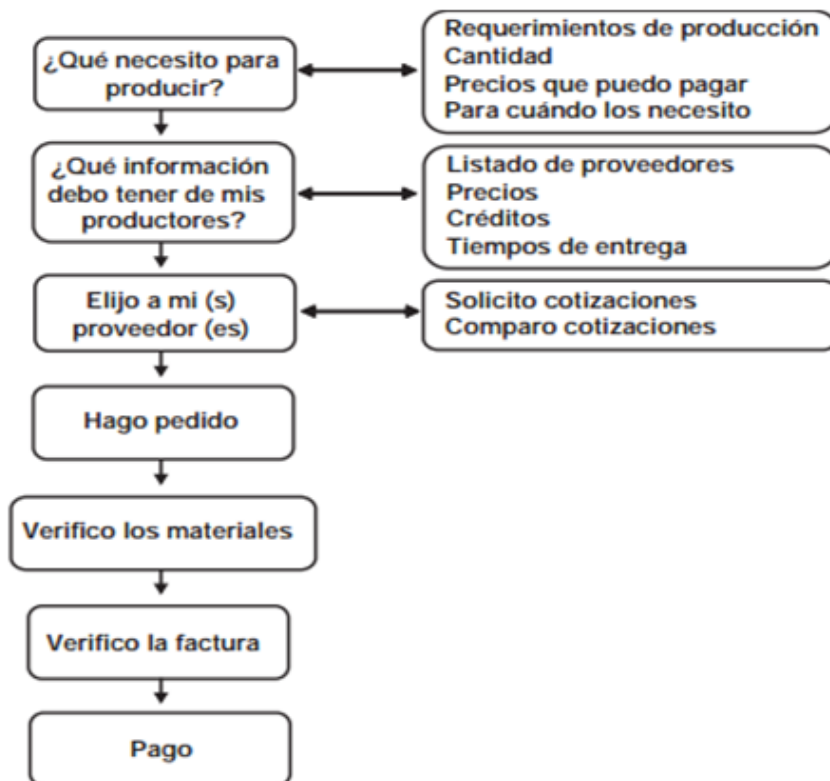 ¿Qué necesito para
producir?
Requerimientos de producción
Cantidad
Precios que puedo pagar
Para cuándo los necesito
¿Qué información
debo tener de mis
productores?
Listado de proveedores
Precios
Créditos
Tiempos de entrega
Elijo a mi (s)
proveedor (es)
Solicito cotizaciones
Comparo cotizaciones
Hago pedido
Verifico los materiales
Verifico la factura
Pago